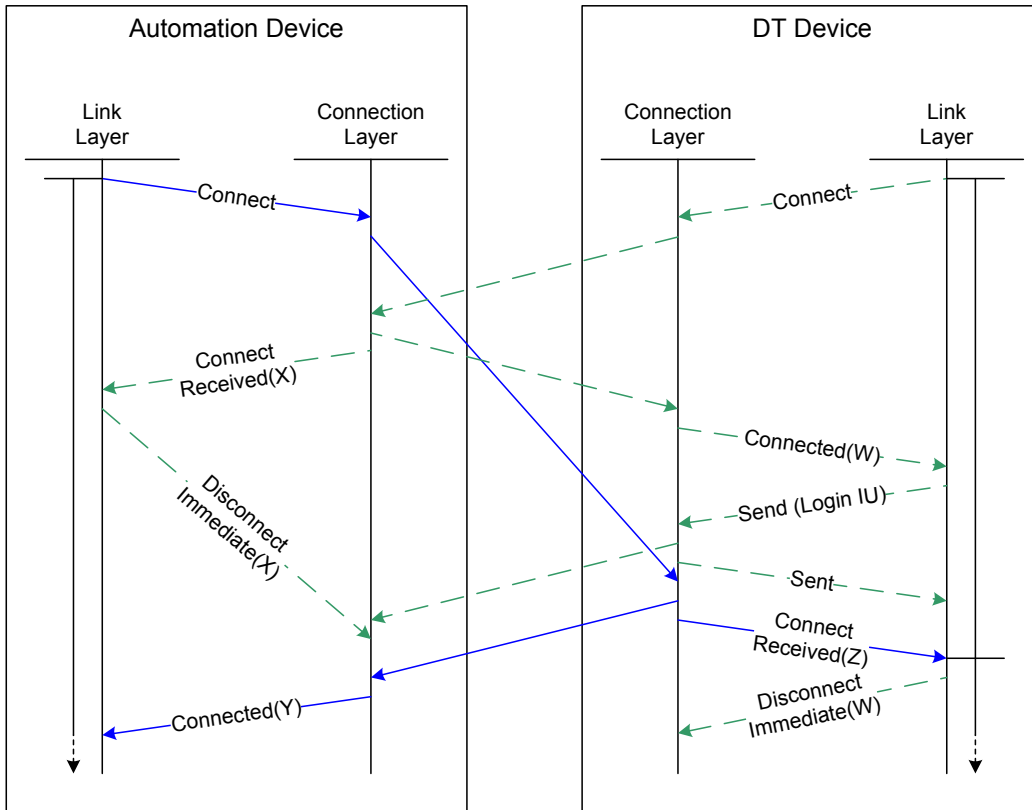 Automation Device
DT Device
Link
Layer
Connection
Layer
Connection
Layer
Link
Layer
Connect
Connect
Connect
Received(X)
Connected(W)
Disconnect
Immediate(X)
Send (Login IU)
Sent
Connect
Received(Z)
Disconnect
Immediate(W)
Connected(Y)